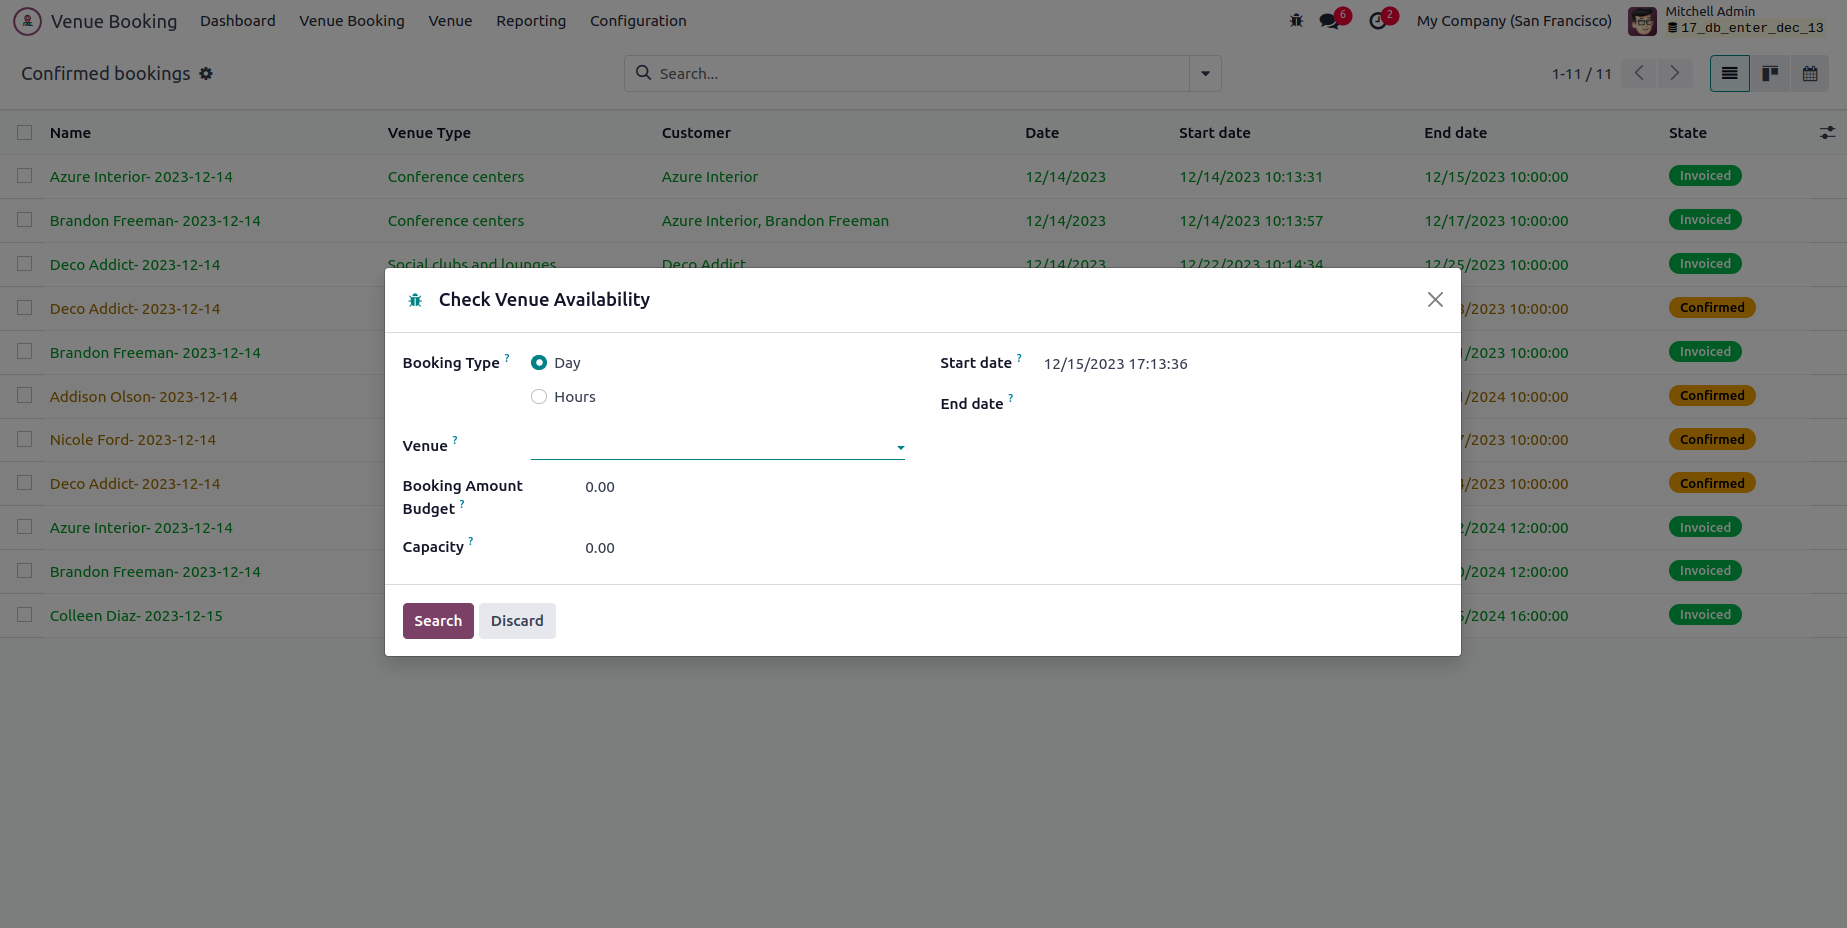 Venue Booking Dashboard Venue Booking Venue Reporting Configuration 6 2 My Company (San Francisco) Mitchell Admin
17_db_enter_dec_13
Confirmed bookings Search... 1-11 / 11
Name Venue Type Customer Date Start date End date State
Azure Interior- 2023-12-14 Conference centers Azure Interior 12/14/2023 12/14/2023 10:13:31 12/15/2023 10:00:00 Invoiced
Brandon Freeman- 2023-12-14 Conference centers Azure Interior, Brandon Freeman 12/14/2023 12/14/2023 10:13:57 12/17/2023 10:00:00 Invoiced
Deco Addict- 2023-12-14 Social clubs and lounges Deco Addict 12/14/2023 12/22/2023 10:14:34 12/25/2023 10:00:00 Invoiced
Deco Addict- 2023-12-14 /2023 10:00:00 Confirmed
Brandon Freeman- 2023-12-14 /2023 10:00:00 Invoiced
Addison Olson- 2023-12-14 /2024 10:00:00 Confirmed
Nicole Ford- 2023-12-14 /2023 10:00:00 Confirmed
Deco Addict- 2023-12-14 /2023 10:00:00 Confirmed
Azure Interior- 2023-12-14 /2024 12:00:00 Invoiced
Brandon Freeman- 2023-12-14 /2024 12:00:00 Invoiced
Colleen Diaz- 2023-12-15 /2024 16:00:00 Invoiced
Check Venue Availability
Booking Type ? Day Start date ? 12/15/2023 17:13:36
Hours
End date ?
Venue ?
Booking Amount
Budget ? 0.00
Capacity ? 0.00
Search Discard